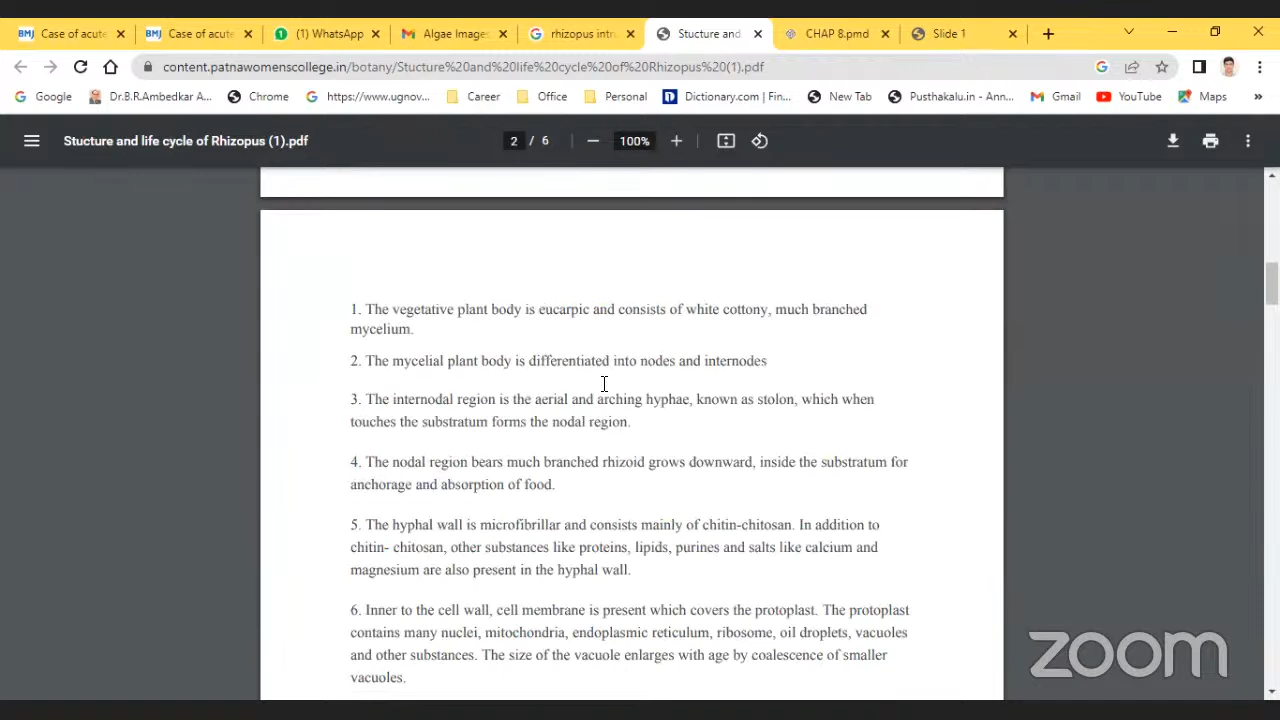 Case of acute
Case of acute
(1) WhatsApp
Algae Image
rhizopus intr
Stucture and
CHAP 8.pmd
Slide 1
content.patnawomenscollege.in/botany/Stucture%20and%20life%20cycle%20of%20Rhizopus%20(1).pdf
Google
Dr.B.R.Ambedkar A...
Chrome
https://www.ugnov...
Career
Office
Personal
Dictionary.com | Fin...
New Tab
Pusthakalu.in - Ann...
Gmail
YouTube
Maps
»
Stucture and life cycle of Rhizopus (1).pdf
2 / 6
100%
1. The vegetative plant body is eucarpic and consists of white cottony, much branched
mycelium.
2. The mycelial plant body is differentiated into nodes and internodes
3. The internodal region is the aerial and arching hyphae, known as stolon, which when
touches the substratum forms the nodal region.
4. The nodal region bears much branched rhizoid grows downward, inside the substratum for
anchorage and absorption of food.
5. The hyphal wall is microfibrillar and consists mainly of chitin-chitosan. In addition to
chitin- chitosan, other substances like proteins, lipids, purines and salts like calcium and
magnesium are also present in the hyphal wall.
6. Inner to the cell wall, cell membrane is present which covers the protoplast. The protoplast
contains many nuclei, mitochondria, endoplasmic reticulum, ribosome, oil droplets, vacuoles
and other substances. The size of the vacuole enlarges with age by coalescence of smaller
vacuoles.
zoom